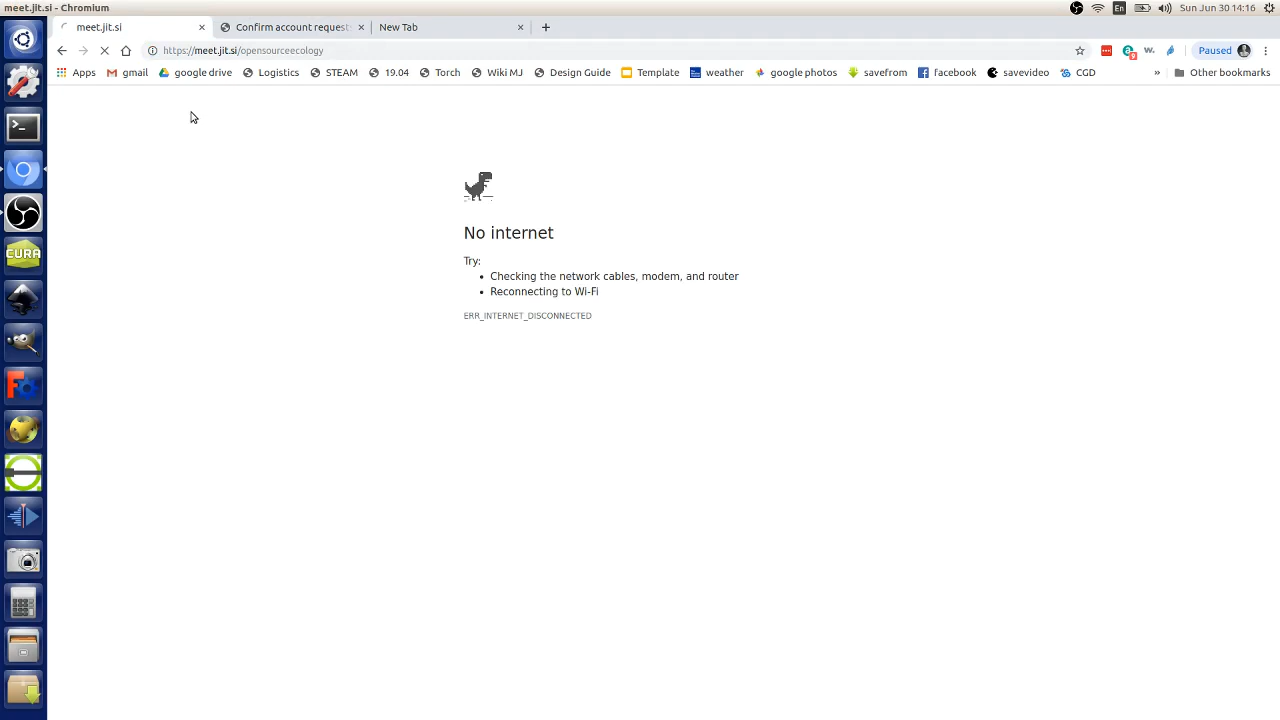 meet.jit.si - Chromium
En
Sun Jun 30 14:16
meet.jit.si
Confirm account requests
New Tab
https://meet.jit.si/opensourceecology
w.
Paused
Apps
gmail
google drive
Logistics
STEAM
19.04
Torch
Wiki MJ
Design Guide
Template
weather
google photos
savefrom
facebook
savevideo
CGD
»
Other bookmarks
No internet
Try:
• Checking the network cables, modem, and router
• Reconnecting to Wi-Fi
ERR_INTERNET_DISCONNECTED
CURA